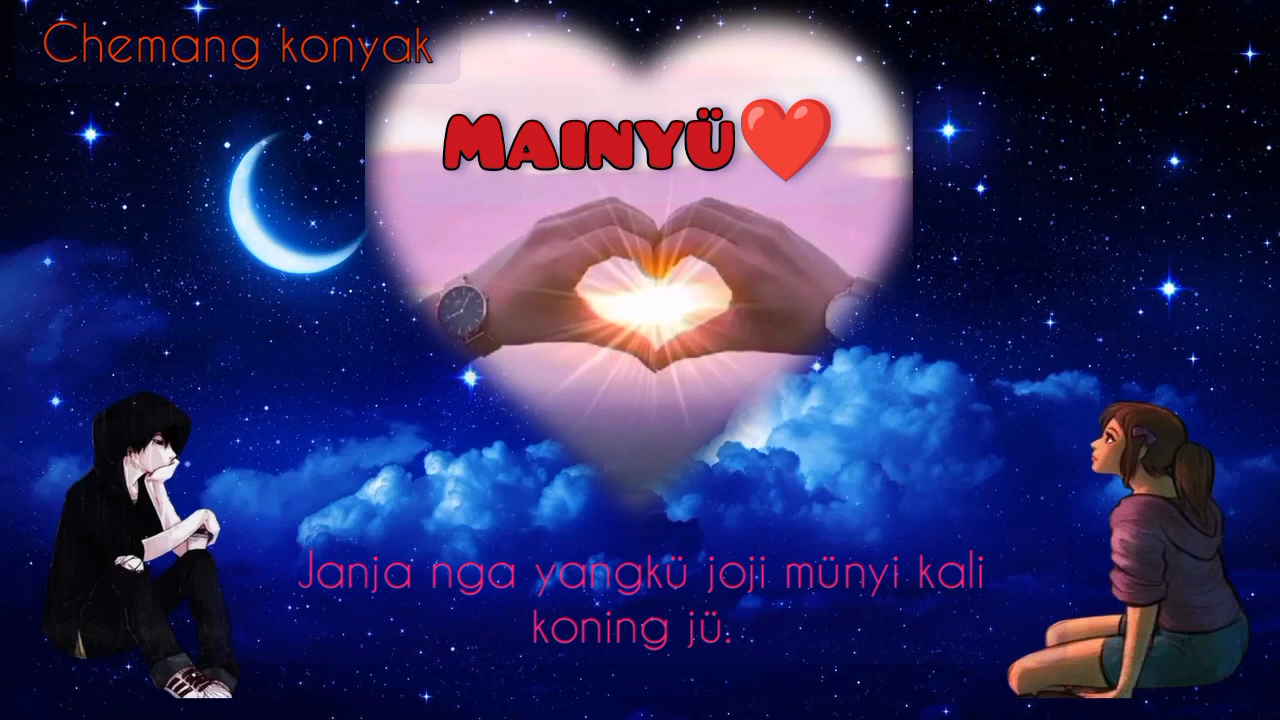 Chemang konyak
MAINYÜ❤️
Janja nga yangkü joji münyi kali
koning jü.